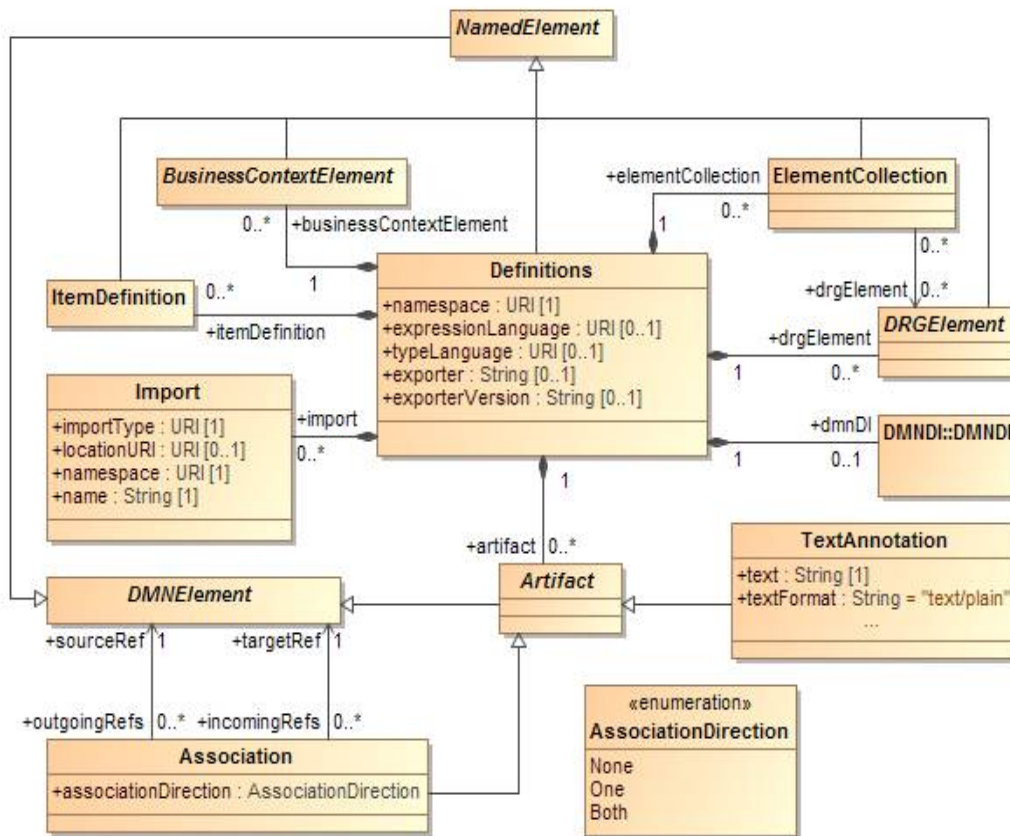 NamedElement
BusinessContextElement
0..*
+businessContextElement
1
+elementCollection
1
0..*
ElementCollection
0..*
+drgElement
0..*
ItemDefinition
0..*
+itemDefinition
Definitions
+namespace : URI [1]
+expressionLanguage : URI [0..1]
+typeLanguage : URI [0..1]
+exporter : String [0..1]
+exporterVersion : String [0..1]
DRGElement
+drgElement
1
0..*
Import
+importType : URI [1]
+locationURI : URI [0..1]
+namespace : URI [1]
+name : String [1]
+import
0..*
+dmnDI
1
0..1
DMNDI::DMNDI
1
+artifact
0..*
TextAnnotation
+text : String [1]
+textFormat : String = "text/plain"
...
DMNElement
Artifact
+sourceRef
1
+targetRef
1
+outgoingRefs
0..*
+incomingRefs
0..*
Association
+associationDirection : AssociationDirection
«enumeration»
AssociationDirection
None
One
Both